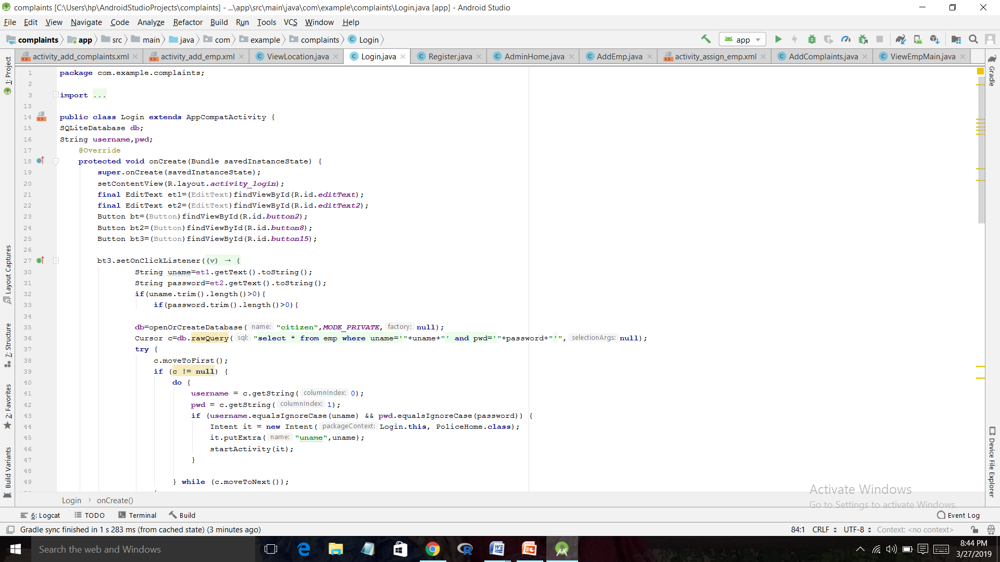 complaints [C:\Users\hp\AndroidStudioProjects\complaints] - ...\app\src\main\java\com\example\complaints\Login.java [app] - Android Studio
File Edit View Navigate Code Analyze Refactor Build Run Tools VCS Window Help
complaints app src main java com example complaints Login app
activity_add_complaints.xml activity_add_emp.xml ViewLocation.java Login.java Register.java AdminHome.java AddEmp.java activity_assign_emp.xml AddComplaints.java ViewEmpMain.java
1: Project
Layout Captures
7: Structure
2: Favorites
Build Variants
1 package com.example.complaints;
2
3 import ...
13
14 public class Login extends AppCompatActivity {
15 SQLiteDatabase db;
16 String username,pwd;
17 @Override
18 protected void onCreate(Bundle savedInstanceState) {
19 super.onCreate(savedInstanceState);
20 setContentView(R.layout.activity_login);
21 final EditText et1=(EditText)findViewById(R.id.editText);
22 final EditText et2=(EditText)findViewById(R.id.editText2);
23 Button bt=(Button)findViewById(R.id.button2);
24 Button bt2=(Button)findViewById(R.id.button8);
25 Button bt3=(Button)findViewById(R.id.button15);
26
27 bt3.setOnClickListener((v) → {
30 String uname=et1.getText().toString();
31 String password=et2.getText().toString();
32 if(uname.trim().length()>0){
33 if(password.trim().length()>0){
34
35 db=openOrCreateDatabase( name: "citizen",MODE_PRIVATE, factory: null);
36 Cursor c=db.rawQuery( sql: "select * from emp where uname='"+uname+"' and pwd='"+password+"'", selectionArgs: null);
37 try {
38 c.moveToFirst();
39 if (c != null) {
40 do {
41 username = c.getString( columnIndex: 0);
42 pwd = c.getString( columnIndex: 1);
43 if (username.equalsIgnoreCase(uname) && pwd.equalsIgnoreCase(password)) {
44 Intent it = new Intent( packageContext: Login.this, PoliceHome.class);
45 it.putExtra( name: "uname",uname);
46 startActivity(it);
47 }
48
49 } while (c.moveToNext());
Gradle
Device File Explorer
Activate Windows
Go to Settings to activate Windows.
Login › onCreate()
6: Logcat TODO Terminal Build Event Log
Gradle sync finished in 1 s 283 ms (from cached state) (3 minutes ago) 84:1 CRLF UTF-8 Context: <no context>
Search the web and Windows
8:44 PM
3/27/2019